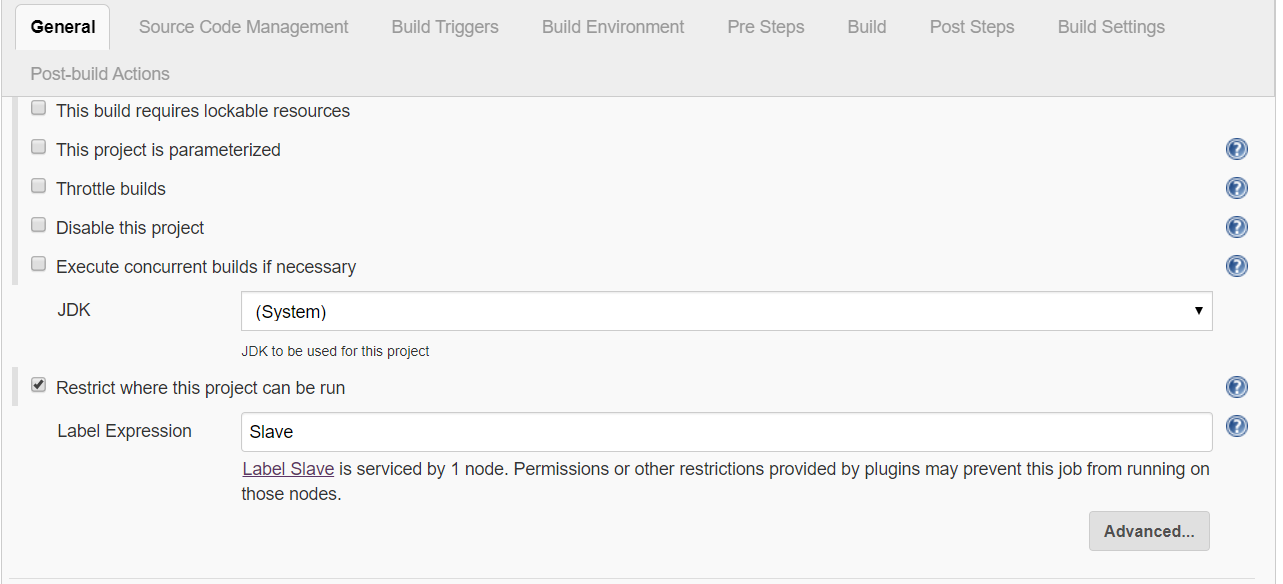 General Source Code Management Build Triggers Build Environment Pre Steps Build Post Steps Build Settings
Post-build Actions
This build requires lockable resources
This project is parameterized
Throttle builds
Disable this project
Execute concurrent builds if necessary
JDK (System)
JDK to be used for this project
Restrict where this project can be run
Label Expression Slave
Label Slave is serviced by 1 node. Permissions or other restrictions provided by plugins may prevent this job from running on
those nodes.
Advanced...